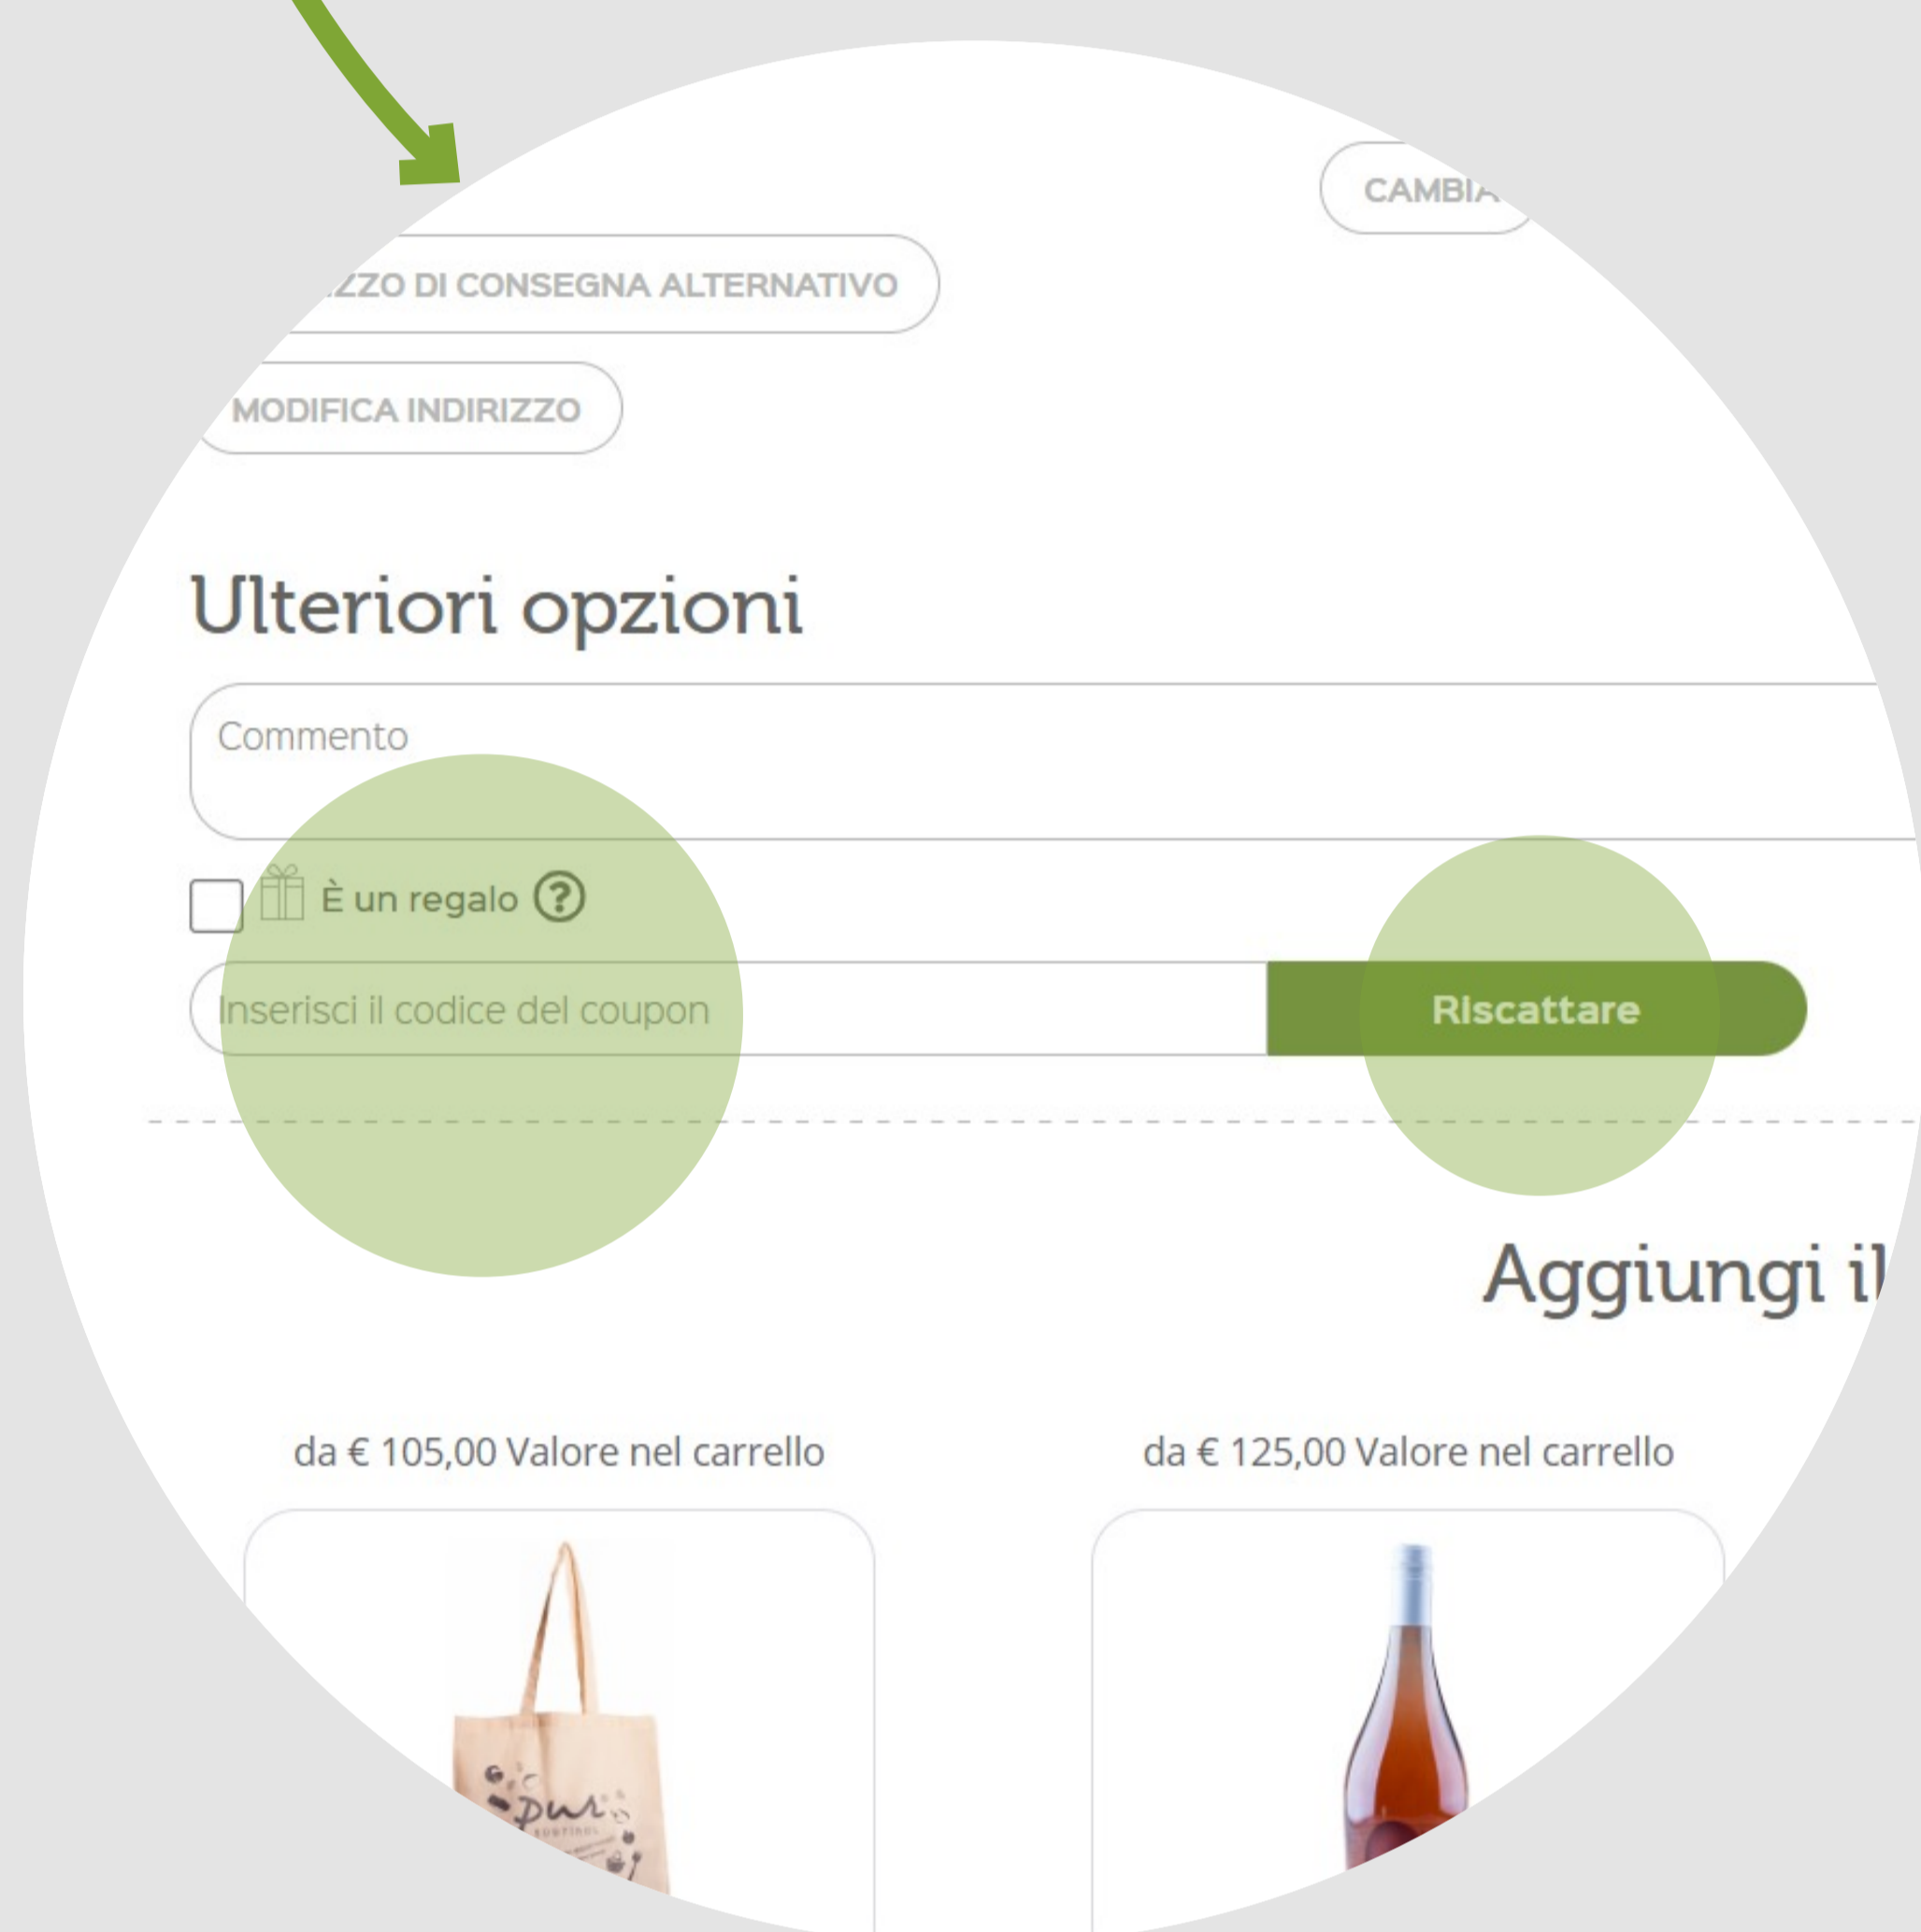 CAMBIA
ZZO DI CONSEGNA ALTERNATIVO
MODIFICA INDIRIZZO
Ulteriori opzioni
Commento
È un regalo ?
Inserisci il codice del coupon
Riscattare
Aggiungi il
da € 105,00 Valore nel carrello
da € 125,00 Valore nel carrello
pur
SÜDTIROL